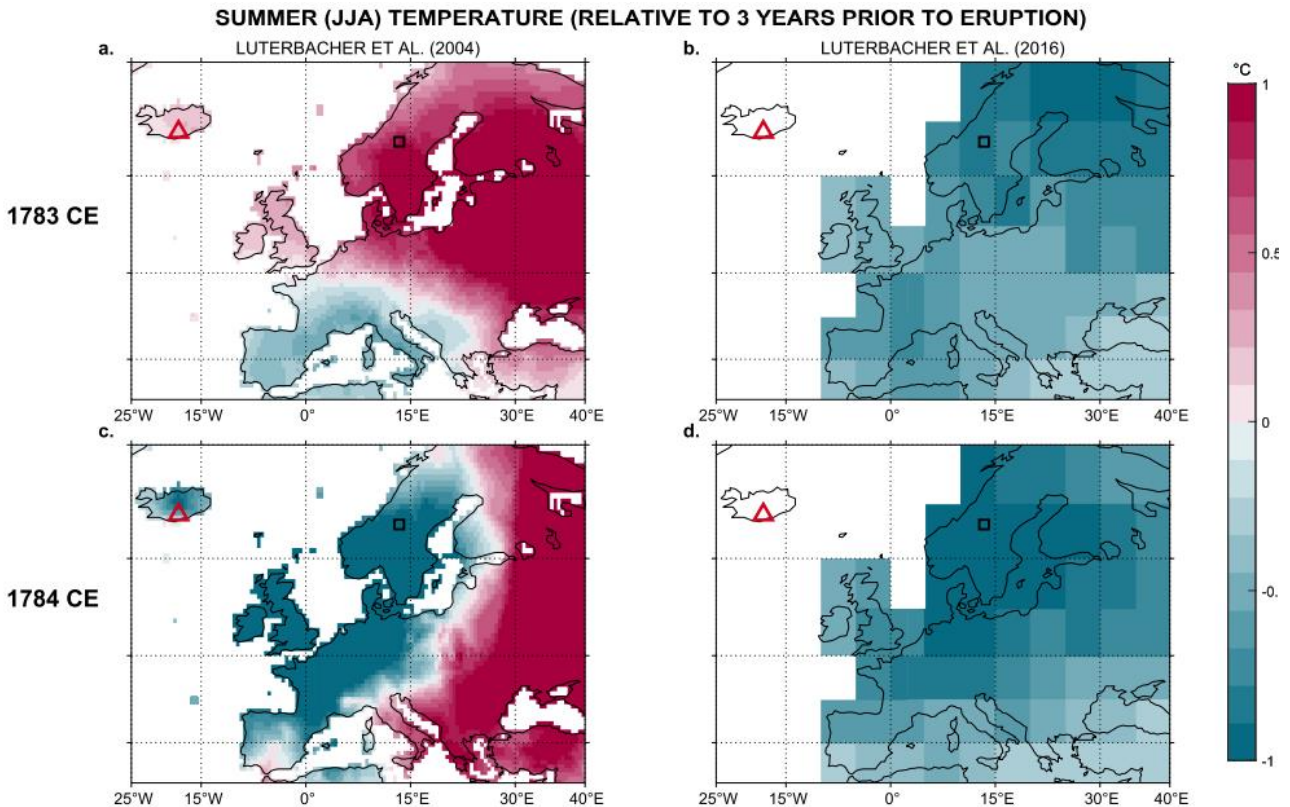 SUMMER (JJA) TEMPERATURE (RELATIVE TO 3 YEARS PRIOR TO ERUPTION)
a. LUTERBACHER ET AL. (2004)
b. LUTERBACHER ET AL. (2016)
°C
1
1783 CE
0.5
25°W 15°W 0° 15°E 30°E 40°E
25°W 15°W 0° 15°E 30°E 40°E
0
c.
d.
-0.
1784 CE
-1
25°W 15°W 0° 15°E 30°E 40°E
25°W 15°W 0° 15°E 30°E 40°E